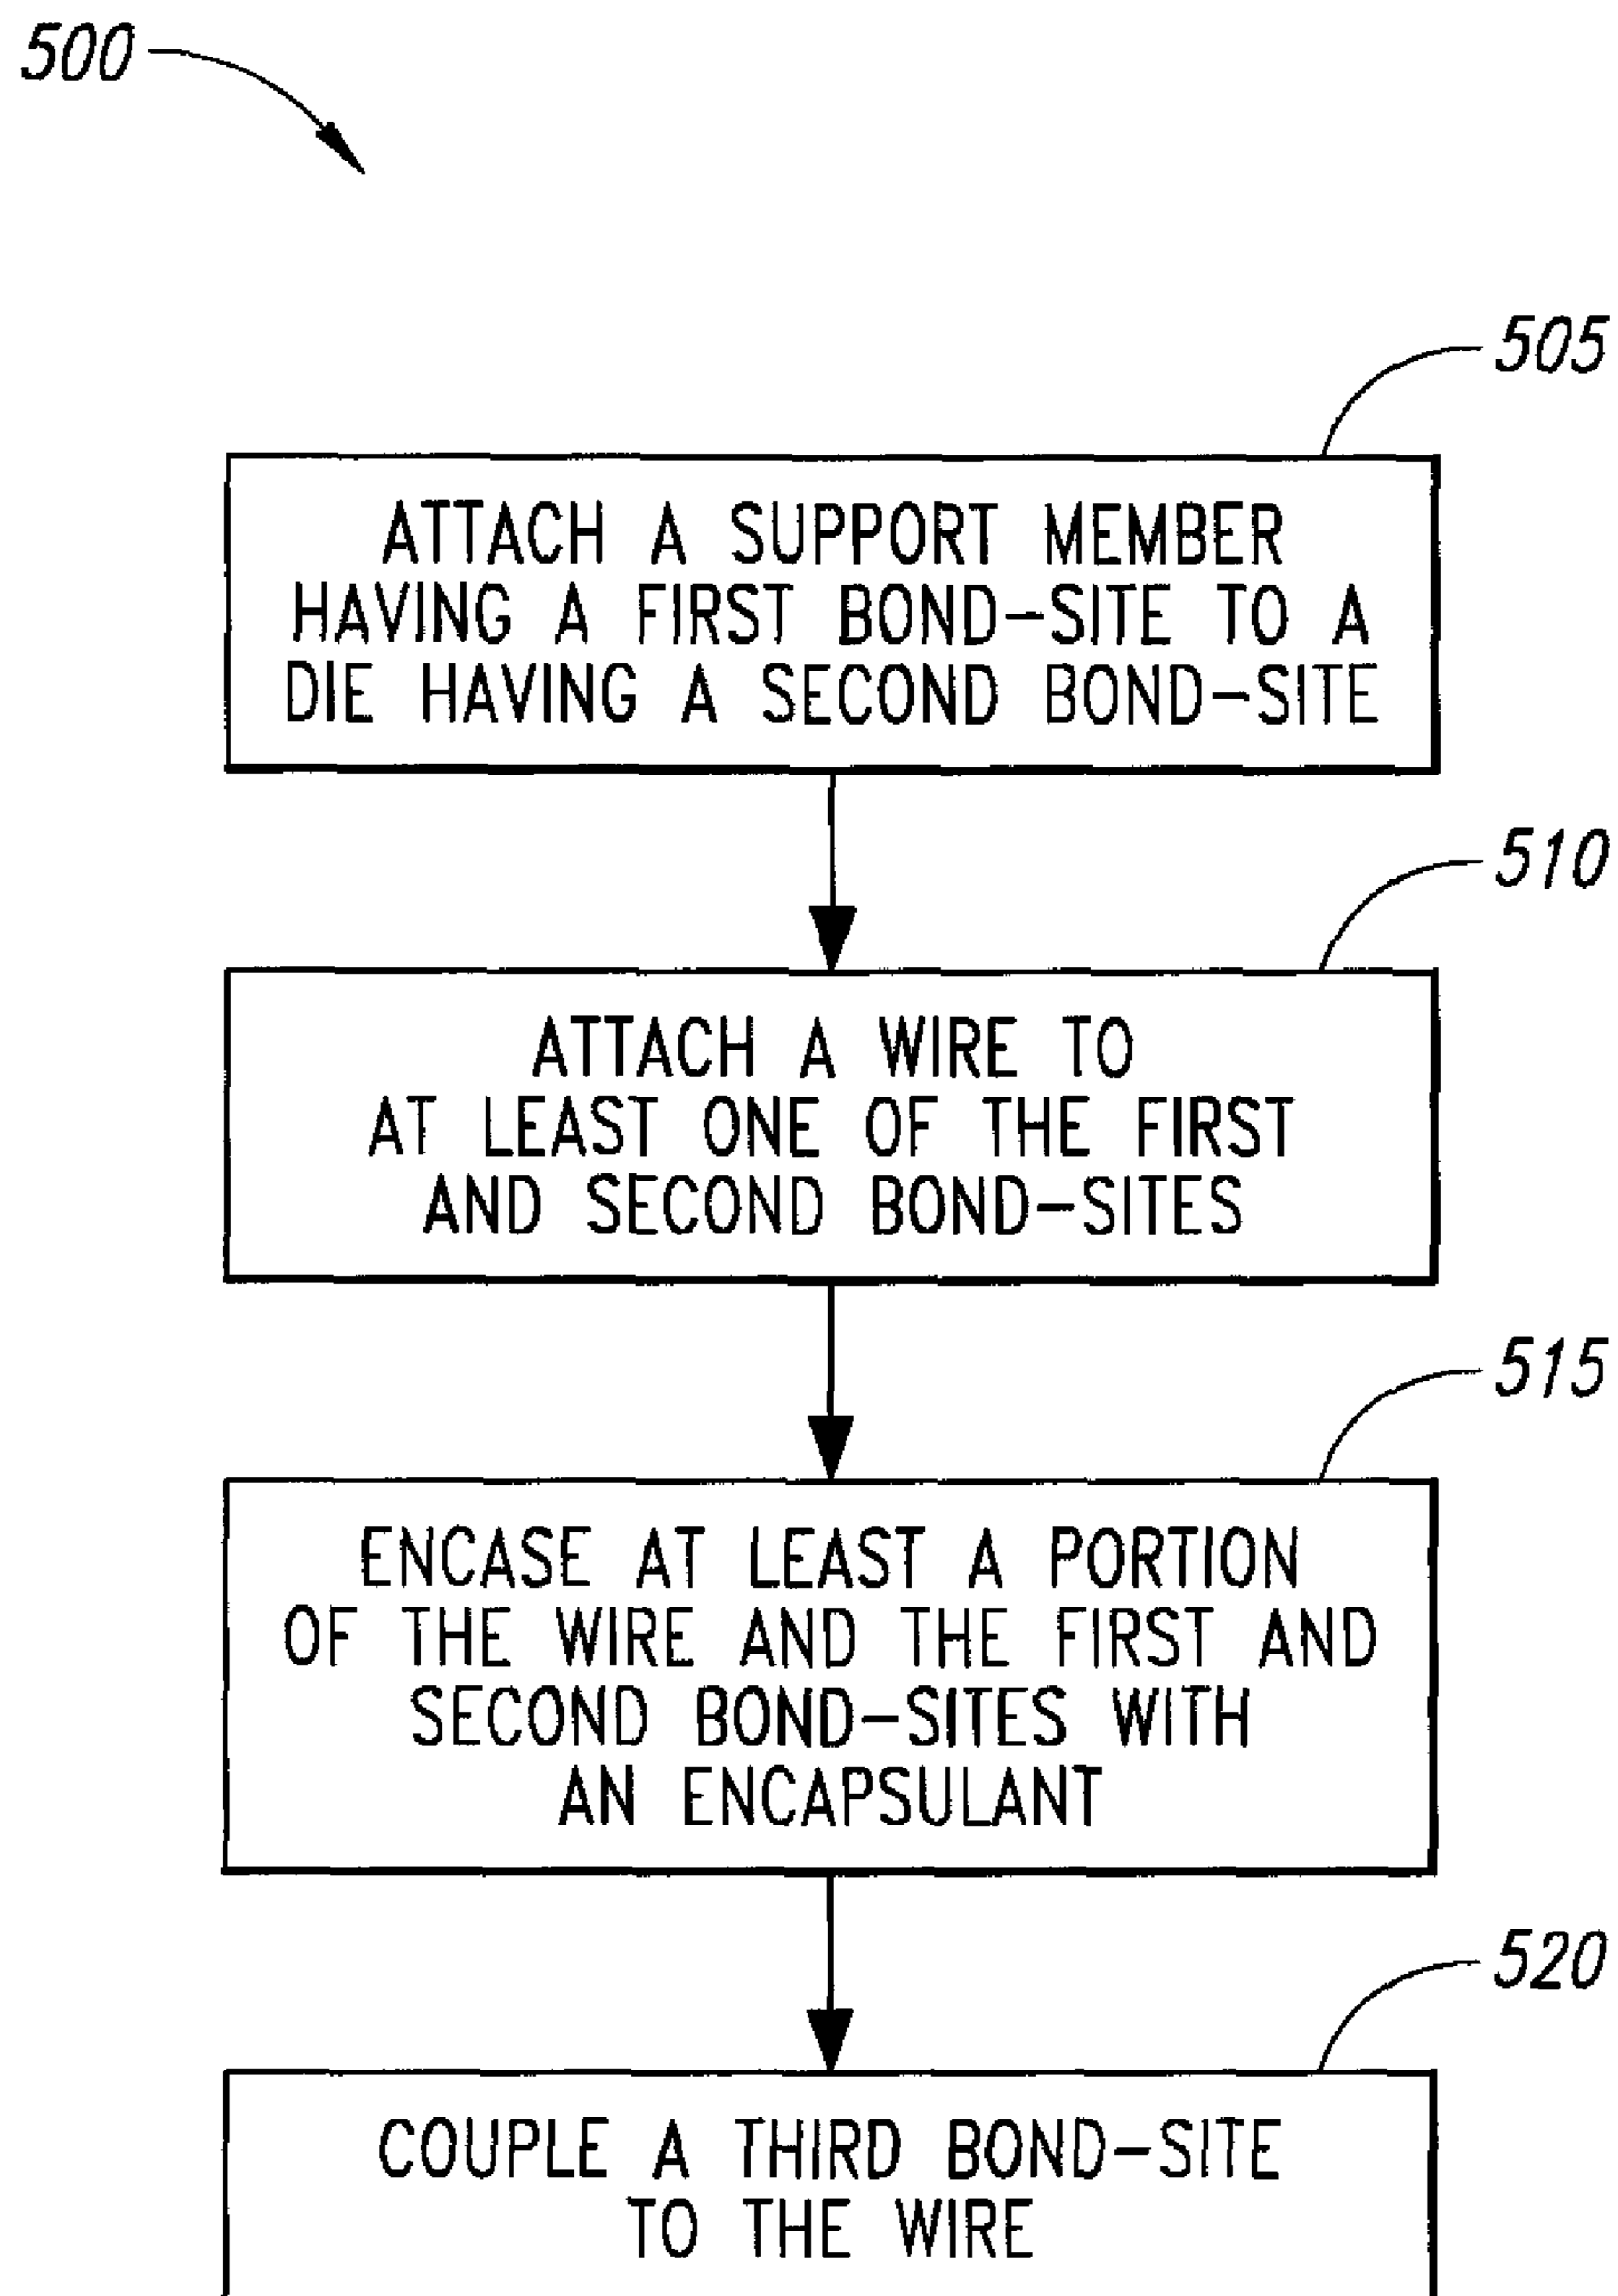 500
505
ATTACH A SUPPORT MEMBER
HAVING A FIRST BOND-SITE TO A
DIE HAVING A SECOND BOND-SITE
510
ATTACH A WIRE TO
AT LEAST ONE OF THE FIRST
AND SECOND BOND-SITES
515
ENCASE AT LEAST A PORTION
OF THE WIRE AND THE FIRST AND
SECOND BOND-SITES WITH
AN ENCAPSULANT
520
COUPLE A THIRD BOND-SITE
TO THE WIRE